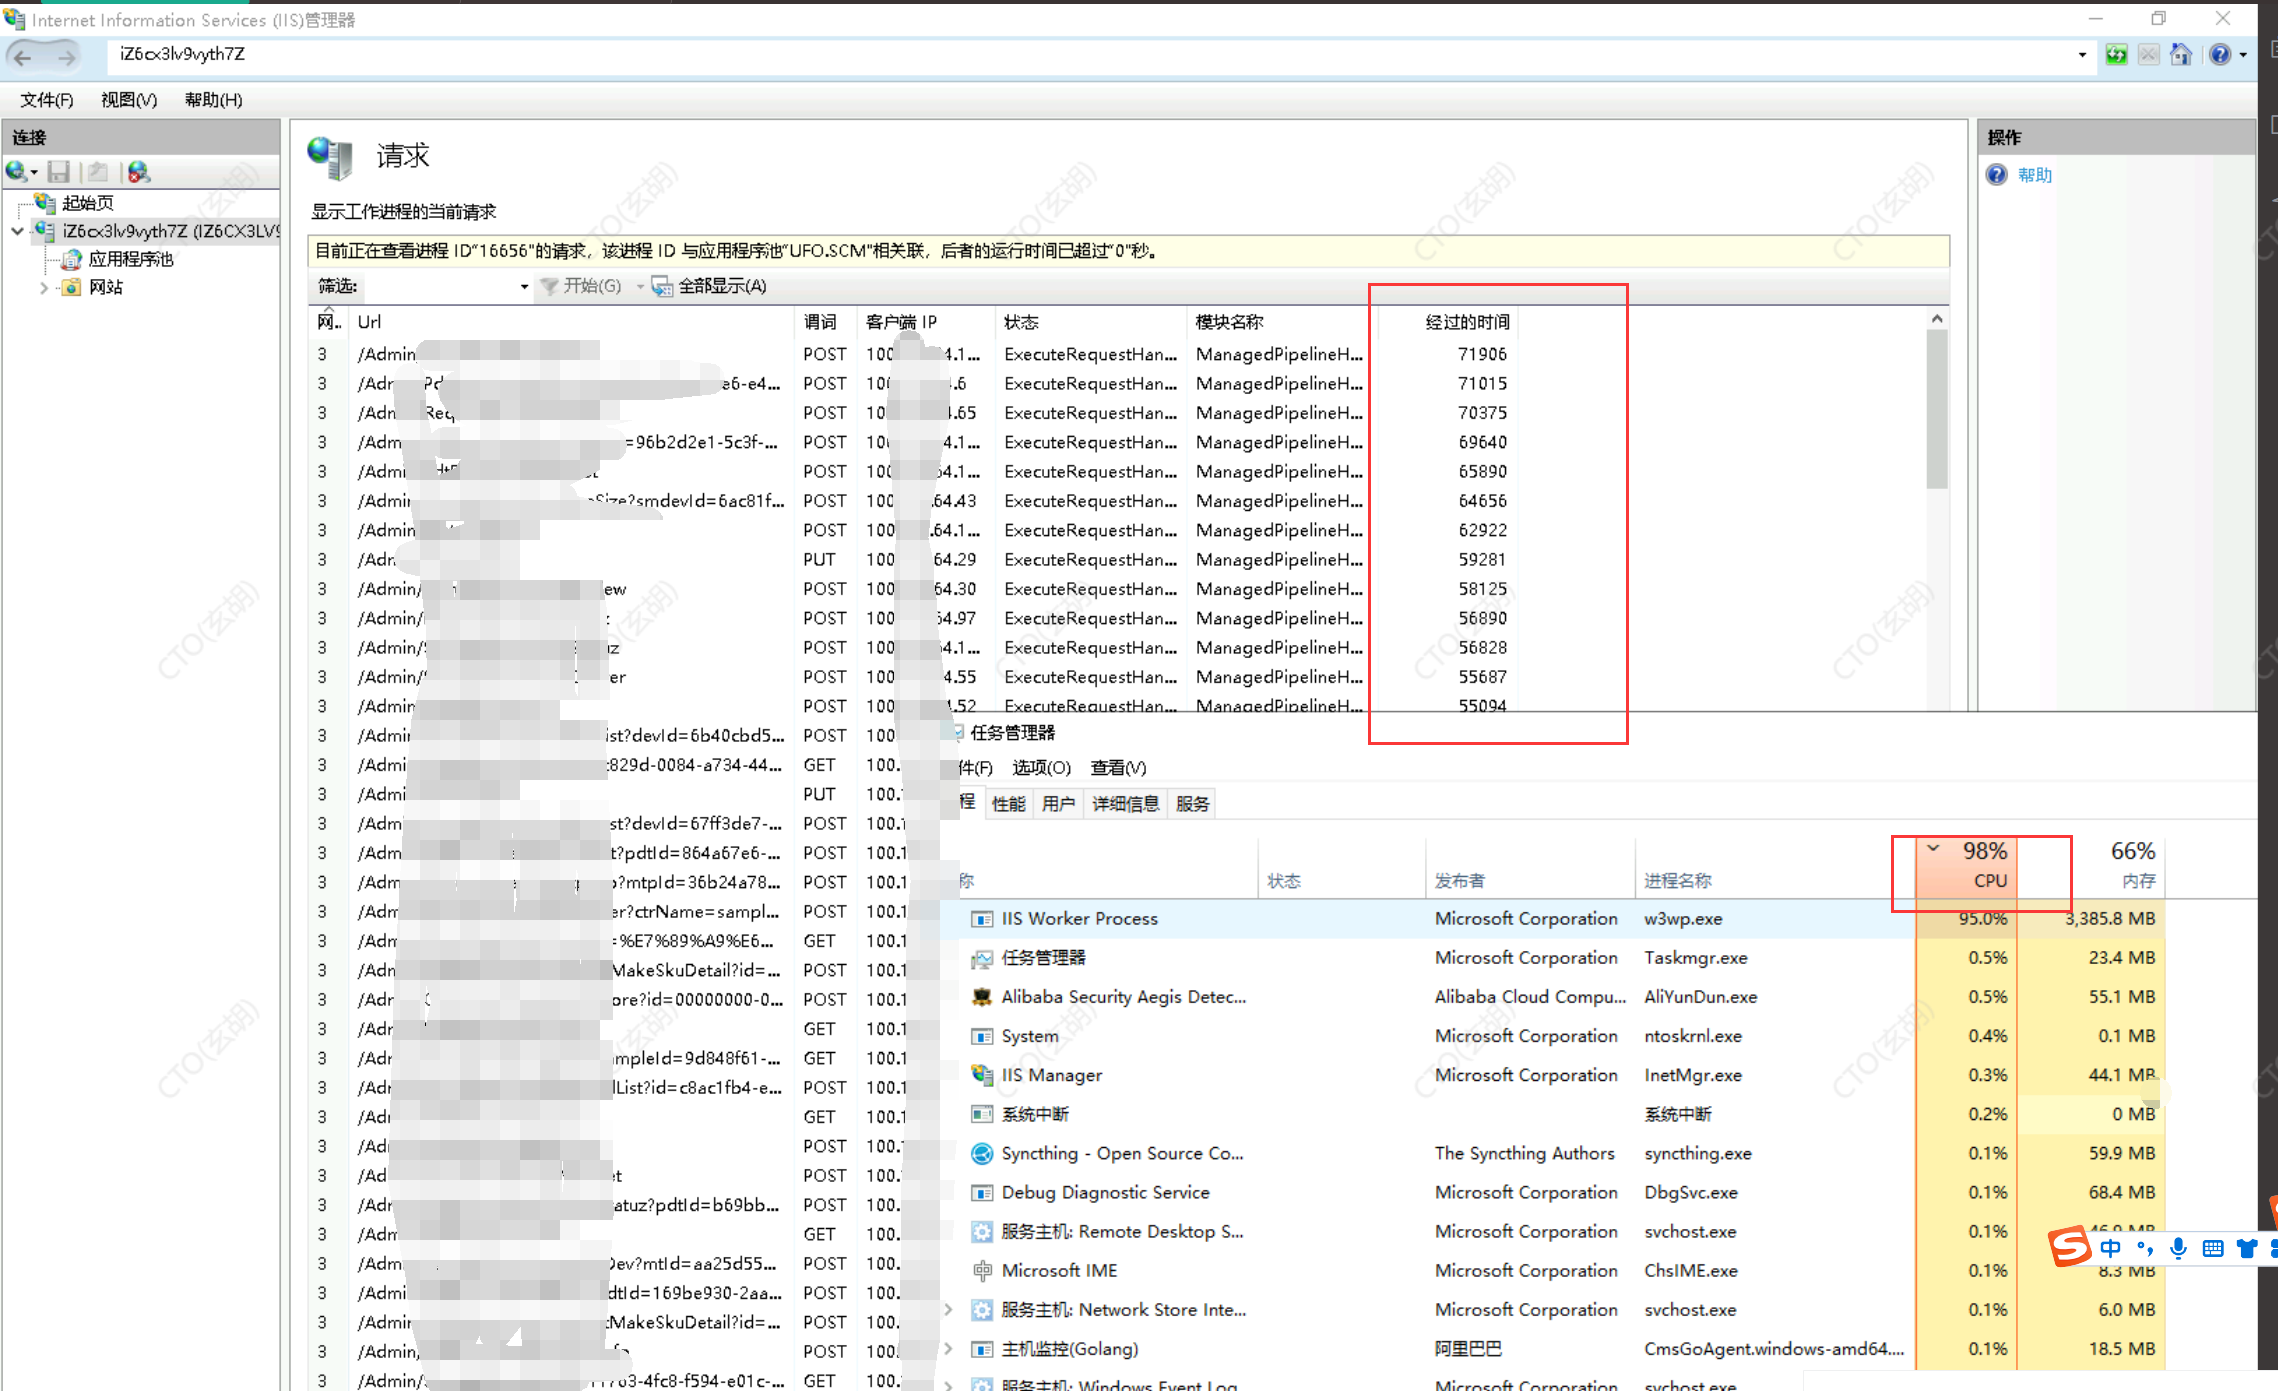 Internet Information Services (IIS)管理器
iZ6cx3lv9vyth7Z
文件(F) 视图(V) 帮助(H)
连接
起始页
iZ6cx3lv9vyth7Z (IZ6CX3LV9
应用程序池
网站
请求
显示工作进程的当前请求
目前正在查看进程 ID"16656"的请求，该进程 ID 与应用程序池"UFO.SCM"相关联，后者的运行时间已超过"0"秒。
筛选: 开始(G) 全部显示(A)
网.. Url 调词 客户端 IP 状态 模块名称 经过的时间
3 /Admin POST 100 4.1... ExecuteRequestHan... ManagedPipelineH... 71906
3 /Adr e6-e4... POST 10 .6 ExecuteRequestHan... ManagedPipelineH... 71015
3 /Adn Req POST 10 .65 ExecuteRequestHan... ManagedPipelineH... 70375
3 /Adm =96b2d2e1-5c3f-... POST 10 4.1... ExecuteRequestHan... ManagedPipelineH... 69640
3 /Admi POST 100 64.1... ExecuteRequestHan... ManagedPipelineH... 65890
3 /Admir Size?smdevId=6ac81f... POST 100 .64.43 ExecuteRequestHan... ManagedPipelineH... 64656
3 /Admin POST 100 .64.1... ExecuteRequestHan... ManagedPipelineH... 62922
3 /Adn PUT 100 64.29 ExecuteRequestHan... ManagedPipelineH... 59281
3 /Admin/ ew POST 100 64.30 ExecuteRequestHan... ManagedPipelineH... 58125
3 /Admin/ POST 100 64.97 ExecuteRequestHan... ManagedPipelineH... 56890
3 /Admin/ uz POST 100 4.1... ExecuteRequestHan... ManagedPipelineH... 56828
3 /Admin/ er POST 100 4.55 ExecuteRequestHan... ManagedPipelineH... 55687
3 /Admin POST 100 4.52 ExecuteRequestHan... ManagedPipelineH... 55094
3 /Admir ist?devId=6b40cbd5... POST 100.
3 /Admi 829d-0084-a734-44... GET 100.
3 /Admi PUT 100.
3 /Adm st?devId=67ff3de7-... POST 100.1
3 /Adm t?pdtId=864a67e6-... POST 100.1
3 /Adm ?mtpId=36b24a78... POST 100.1
3 /Adm er?ctrName=sampl... POST 100.1
3 /Adm =%E7%89%A9%E6... GET 100.1
3 /Adn MakeSkuDetail?id=... POST 100.1
3 /Adr ore?id=00000000-0... POST 100.1
3 /Adr GET 100.1
3 /Adr mpleId=9d848f61-... GET 100.1
3 /Adr lList?id=c8ac1fb4-e... POST 100.1
3 /Adı GET 100.1
3 /Ad POST 100.
3 /Ad et POST 100.
3 /Adr atuz?pdtId=b69bb... POST 100.
3 /Adm GET 100.
3 /Admi Dev?mtId=aa25d55... POST 100.
3 /Admi dtId=169be930-2aa... POST 100.
3 /Admir tMakeSkuDetail?id=... POST 100.
3 /Admin, POST 100.
3 /Admin/ -4fc8-f594-e01c-... GET 100.
操作
帮助
任务管理器
件(F) 选项(O) 查看(V)
程 性能 用户 详细信息 服务
98% 66%
称 状态 发布者 进程名称 CPU 内存
IIS Worker Process Microsoft Corporation w3wp.exe 95.0% 3,385.8 MB
任务管理器 Microsoft Corporation Taskmgr.exe 0.5% 23.4 MB
Alibaba Security Aegis Detec... Alibaba Cloud Compu... AliYunDun.exe 0.5% 55.1 MB
System Microsoft Corporation ntoskrnl.exe 0.4% 0.1 MB
IIS Manager Microsoft Corporation InetMgr.exe 0.3% 44.1 MB
系统中断 系统中断 0.2% 0 MB
Syncthing - Open Source Co... The Syncthing Authors syncthing.exe 0.1% 59.9 MB
Debug Diagnostic Service Microsoft Corporation DbgSvc.exe 0.1% 68.4 MB
服务主机: Remote Desktop S... Microsoft Corporation svchost.exe 0.1% 46.9 MB
Microsoft IME Microsoft Corporation ChsIME.exe 0.1% 8.3 MB
服务主机: Network Store Inte... Microsoft Corporation svchost.exe 0.1% 6.0 MB
主机监控(Golang) 阿里巴巴 CmsGoAgent.windows-amd64.... 0.1% 18.5 MB
服务主机: Windows Event Log Microsoft Corporation svchost.exe
中
CTO(玄胡)